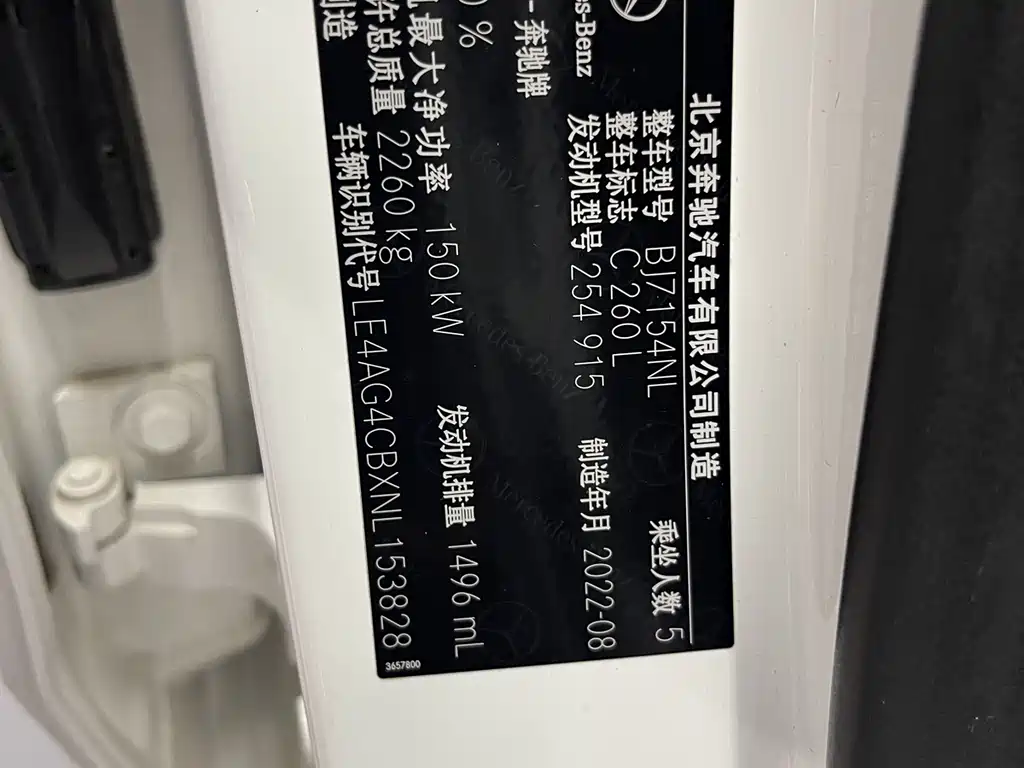 北京奔驰汽车有限公司制造
整车型号 BJ7154NL 乘坐人数 5
整车标志 C 260 L
es-Benz 发动机型号 254 915 制造年月 2022-08
- 奔驰牌
%
最大净功率 150 kW 发动机排量 1496 mL
许总质量 2260 kg
制造 车辆识别代号 LE4AG4CBXNL153828
3657800